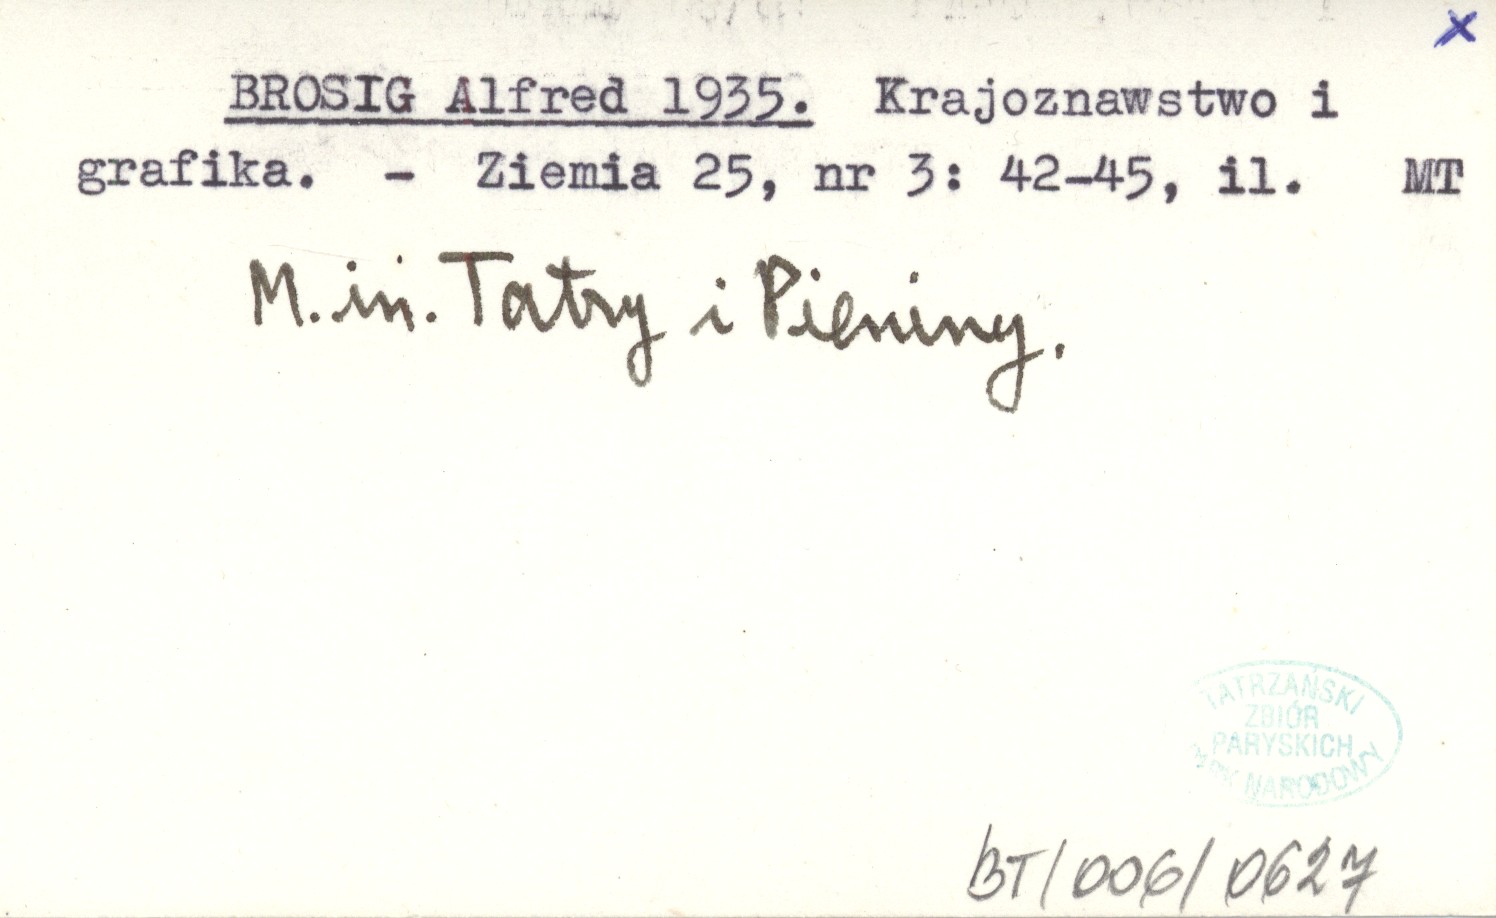 x
BROSIG Alfred 1935. Krajoznawstwo i
grafika. - Ziemia 25, nr 3: 42-45, il. MT
M. in. Tatry i Pieniny.
TATRZAŃSKI
ZBIÓR
PARYSKICH
NARODOWY
BT/006/0627